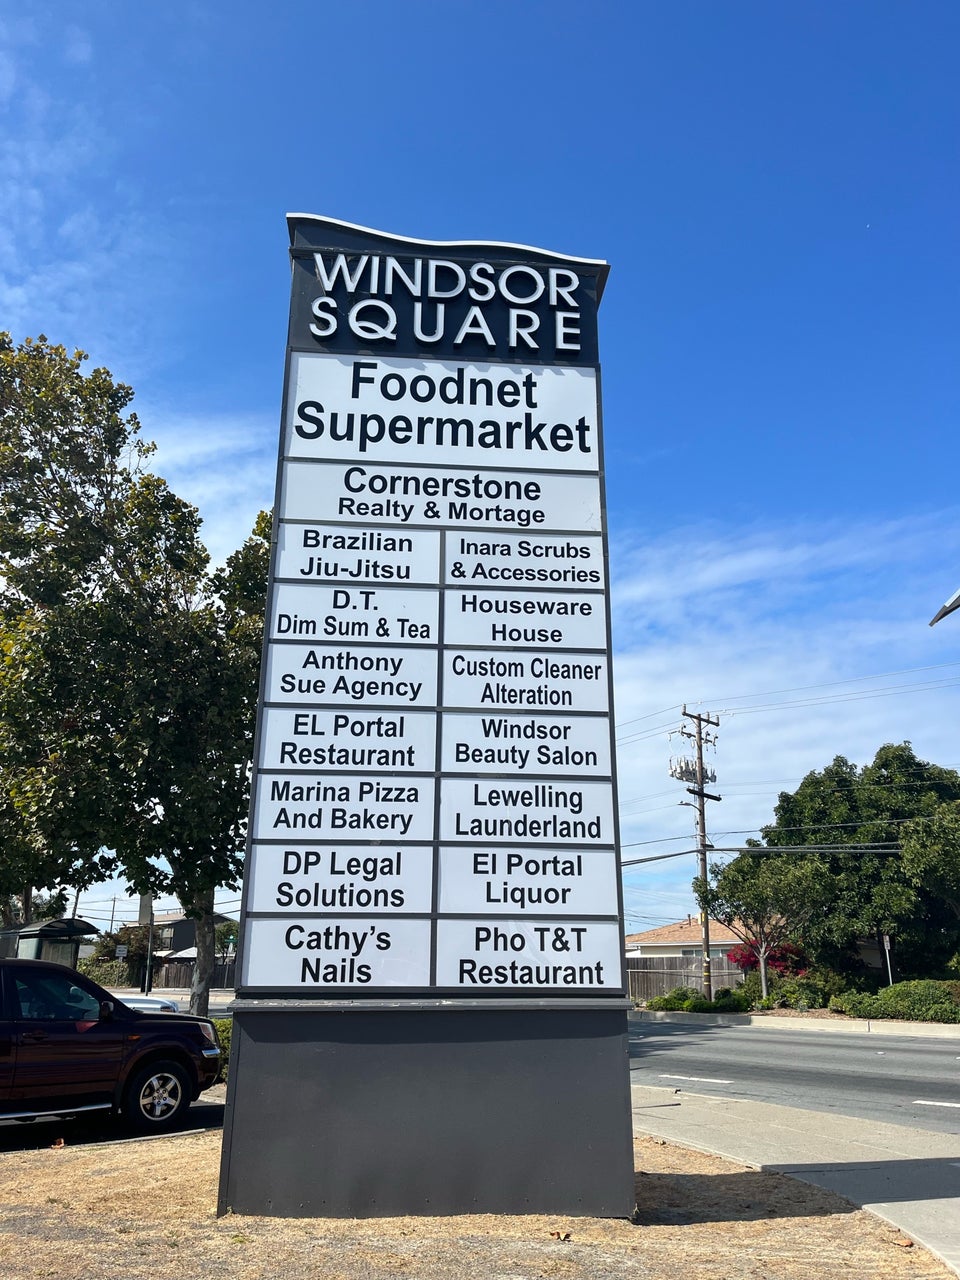 WINDSOR
SQUARE
Foodnet
Supermarket
Cornerstone
Realty & Mortage
Brazilian
Jiu-Jitsu
Inara Scrubs
& Accessories
D.T.
Dim Sum & Tea
Houseware
House
Anthony
Sue Agency
Custom Cleaner
Alteration
EL Portal
Restaurant
Windsor
Beauty Salon
Marina Pizza
And Bakery
Lewelling
Launderland
DP Legal
Solutions
El Portal
Liquor
Cathy's
Nails
Pho T&T
Restaurant